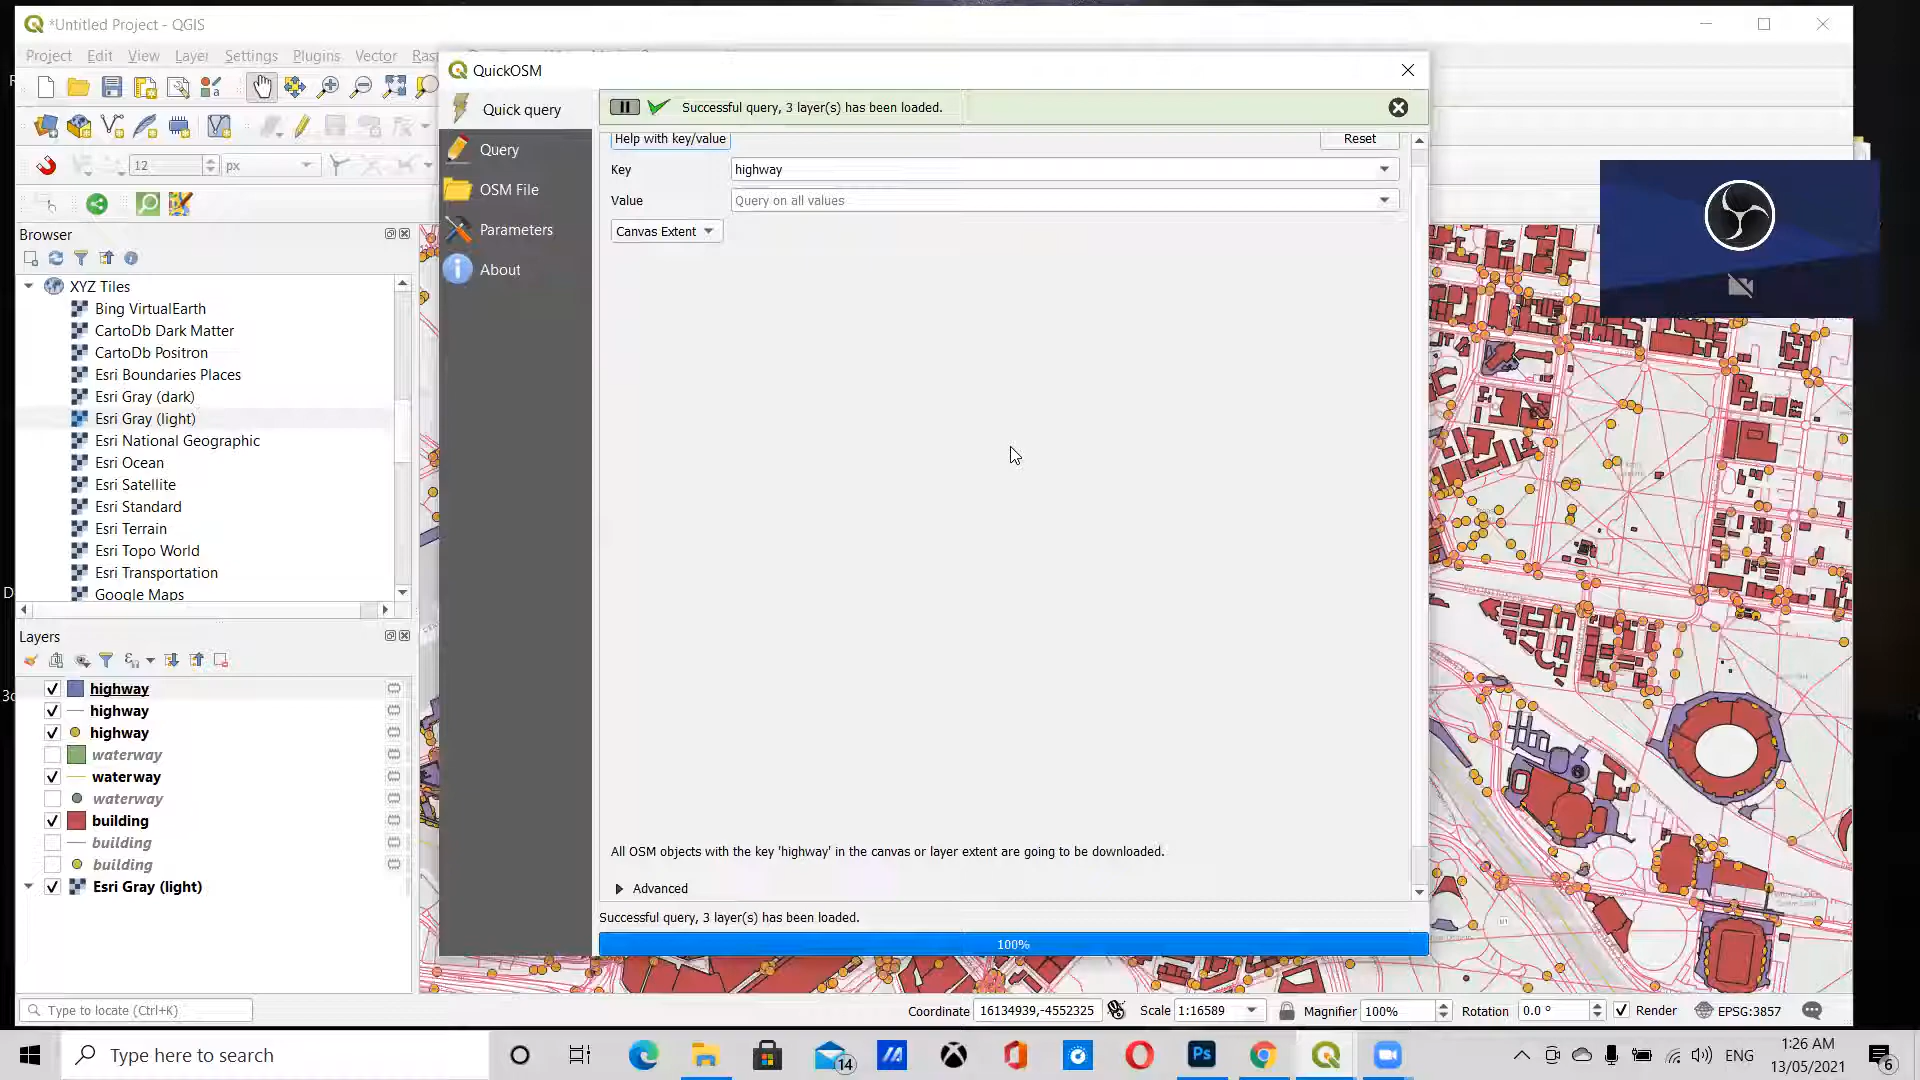 *Untitled Project - QGIS
Project Edit View Layer Settings Plugins Vector Ras
QuickOSM
Quick query
Query
OSM File
Parameters
About
Successful query, 3 layer(s) has been loaded.
Help with key/value
Reset
Key
highway
Value
Query on all values
Canvas Extent
12
px
Browser
XYZ Tiles
Bing VirtualEarth
CartoDb Dark Matter
CartoDb Positron
Esri Boundaries Places
Esri Gray (dark)
Esri Gray (light)
Esri National Geographic
Esri Ocean
Esri Satellite
Esri Standard
Esri Terrain
Esri Topo World
Esri Transportation
Google Maps
Layers
highway
highway
highway
waterway
waterway
waterway
building
building
building
Esri Gray (light)
All OSM objects with the key 'highway' in the canvas or layer extent are going to be downloaded.
Advanced
Successful query, 3 layer(s) has been loaded.
100%
Type to locate (Ctrl+K)
Coordinate 16134939,-4552325 Scale 1:16589 Magnifier 100% Rotation 0.0 ° Render EPSG:3857
Type here to search
14
Ps
ENG
1:26 AM
13/05/2021
6